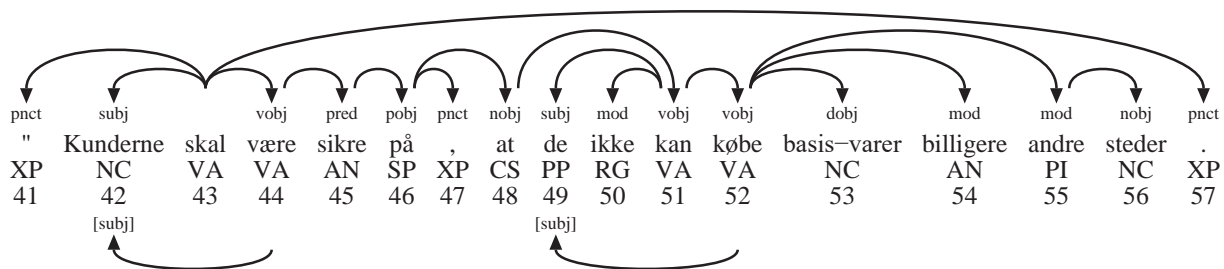 pnct subj vobj pred pobj pnct nobj subj mod vobj vobj dobj mod mod nobj pnct
" Kunderne skal være sikre på , at de ikke kan købe basis−varer billigere andre steder .
XP NC VA VA AN SP XP CS PP RG VA VA NC AN PI NC XP
41 42 43 44 45 46 47 48 49 50 51 52 53 54 55 56 57
[subj] [subj]